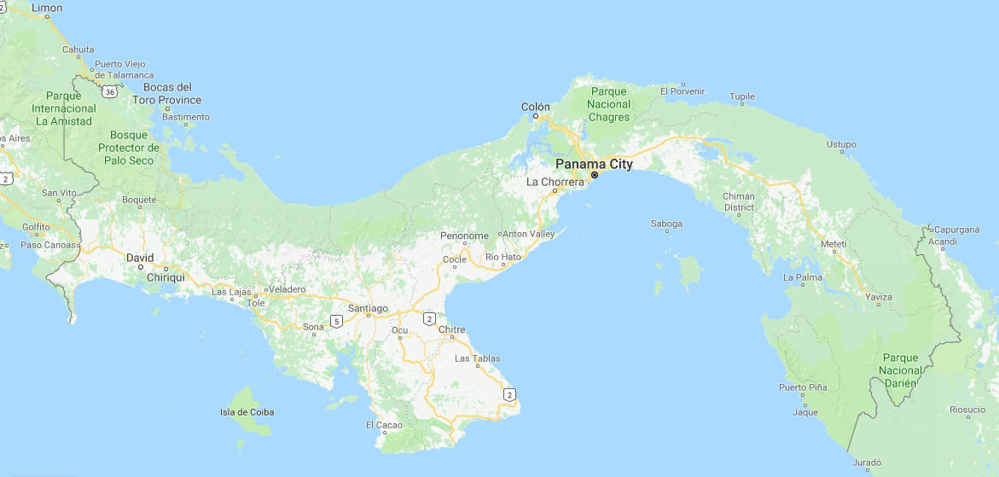 2
Limon
Cahuita
Puerto Viejo
de Talamanca
36
Bocas del
Toro Province
Bastimento
Parque
Internacional
La Amistad
Bosque
Protector de
Palo Seco
os Aires
2
San Vito
Boquete
Golfito
Paso Canoas
David
Chiriqui
Las Lajas
Tole
Veladero
Santiago
5
Sona
Ocu
2
Chitre
Las Tablas
2
El Cacao
Isla de Coiba
Penonome
Cocle
Anton Valley
Rio Hato
Colón
Parque
Nacional
Chagres
El Porvenir
Tupile
Panama City
La Chorrera
Ustupo
Chimán
District
Saboga
Meteti
La Palma
Yaviza
Capurganá
Acandí
Parque
Nacional
Darién
Puerto Piña
Jaque
Riosucio
Juradó